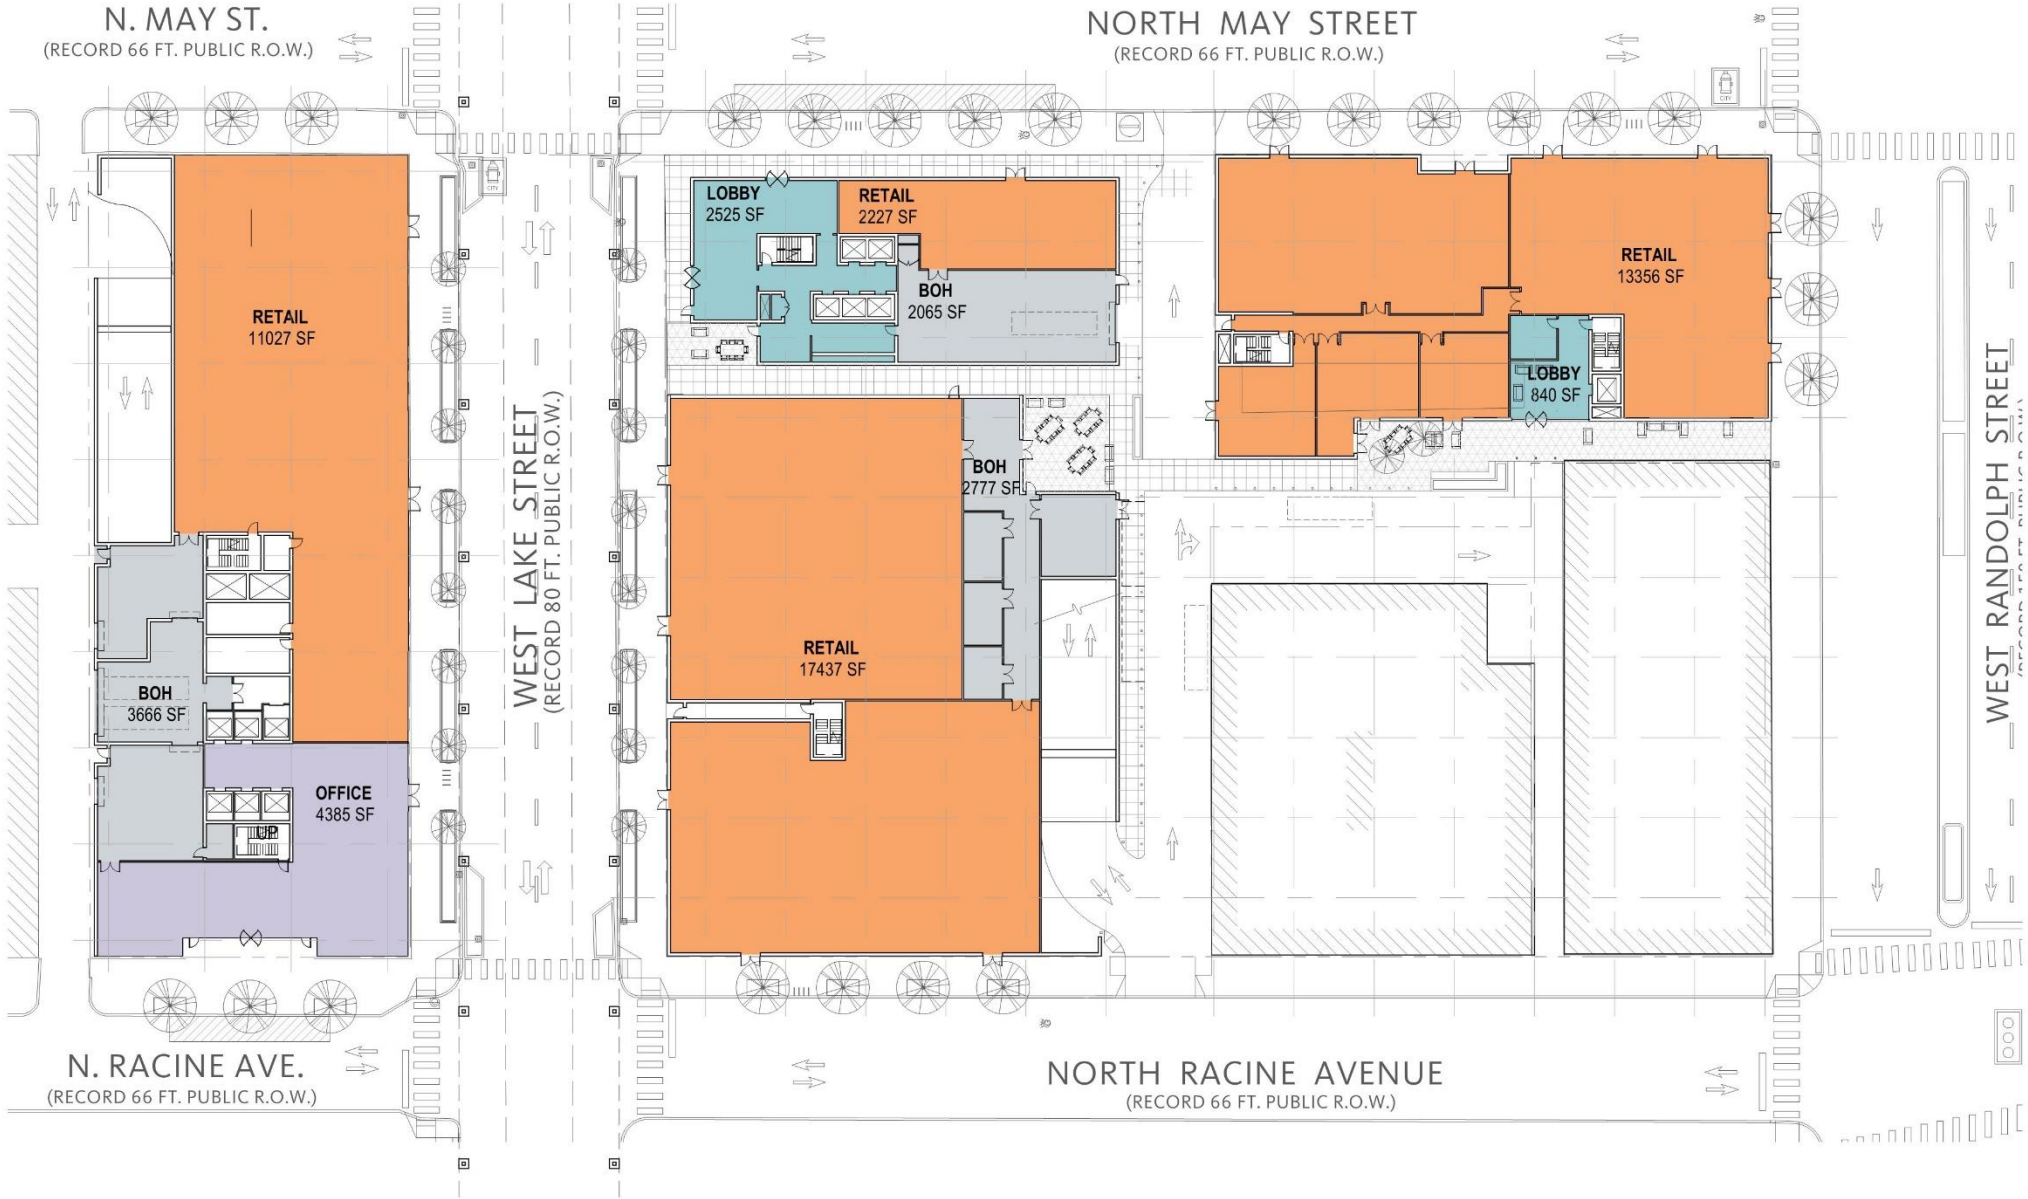 N. MAY ST.
(RECORD 66 FT. PUBLIC R.O.W.)
NORTH MAY STREET
(RECORD 66 FT. PUBLIC R.O.W.)
CITY
CITY
LOBBY
2525 SF
RETAIL
2227 SF
RETAIL
13356 SF
RETAIL
11027 SF
BOH
2065 SF
LOBBY
840 SF
WEST LAKE STREET
(RECORD 80 FT. PUBLIC R.O.W.)
WEST RANDOLPH STREET
BOH
2777 SF
RETAIL
17437 SF
BOH
3666 SF
OFFICE
4385 SF
UP
N. RACINE AVE.
(RECORD 66 FT. PUBLIC R.O.W.)
NORTH RACINE AVENUE
(RECORD 66 FT. PUBLIC R.O.W.)